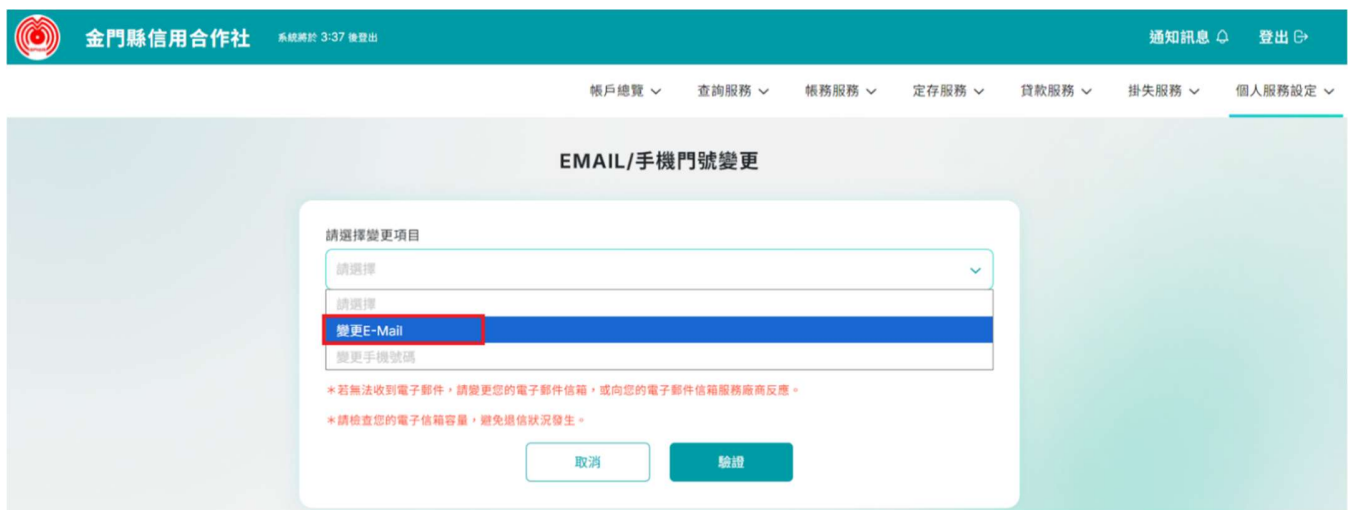 金門縣信用合作社 系統將於 3:37 後登出 通知訊息 登出
帳戶總覽 查詢服務 帳務服務 定存服務 貸款服務 掛失服務 個人服務設定
EMAIL/手機門號變更
請選擇變更項目
請選擇
請選擇
變更E-Mail
變更手機號碼
*若無法收到電子郵件，請變更您的電子郵件信箱，或向您的電子郵件信箱服務廠商反應。
*請檢查您的電子信箱容量，避免退信狀況發生。
取消 驗證